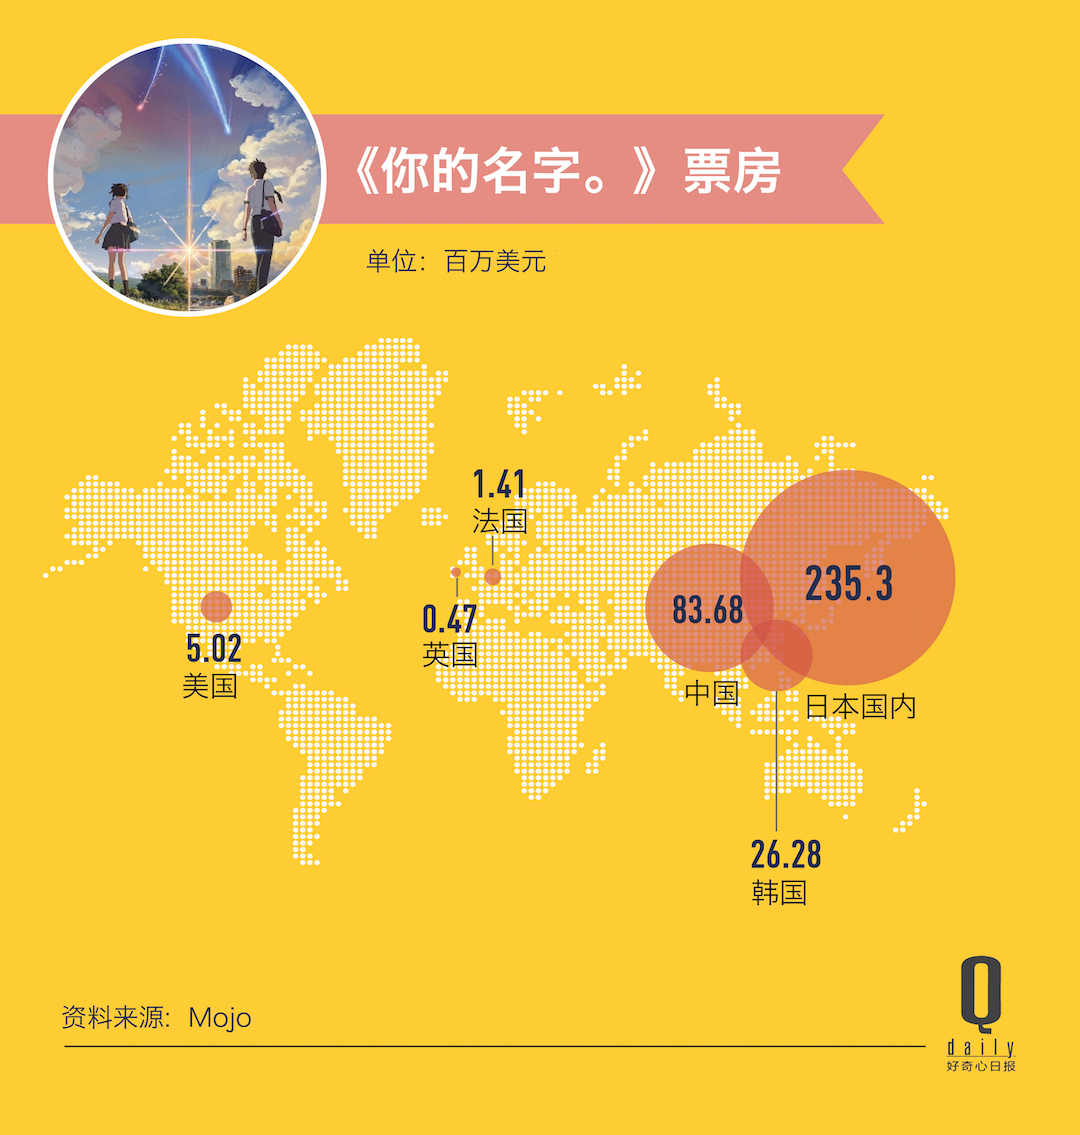 《你的名字。》票房
单位：百万美元
1.41
法国
0.47
英国
5.02
美国
83.68
中国
235.3
日本国内
26.28
韩国
资料来源：Mojo
Q
daily
好奇心日报